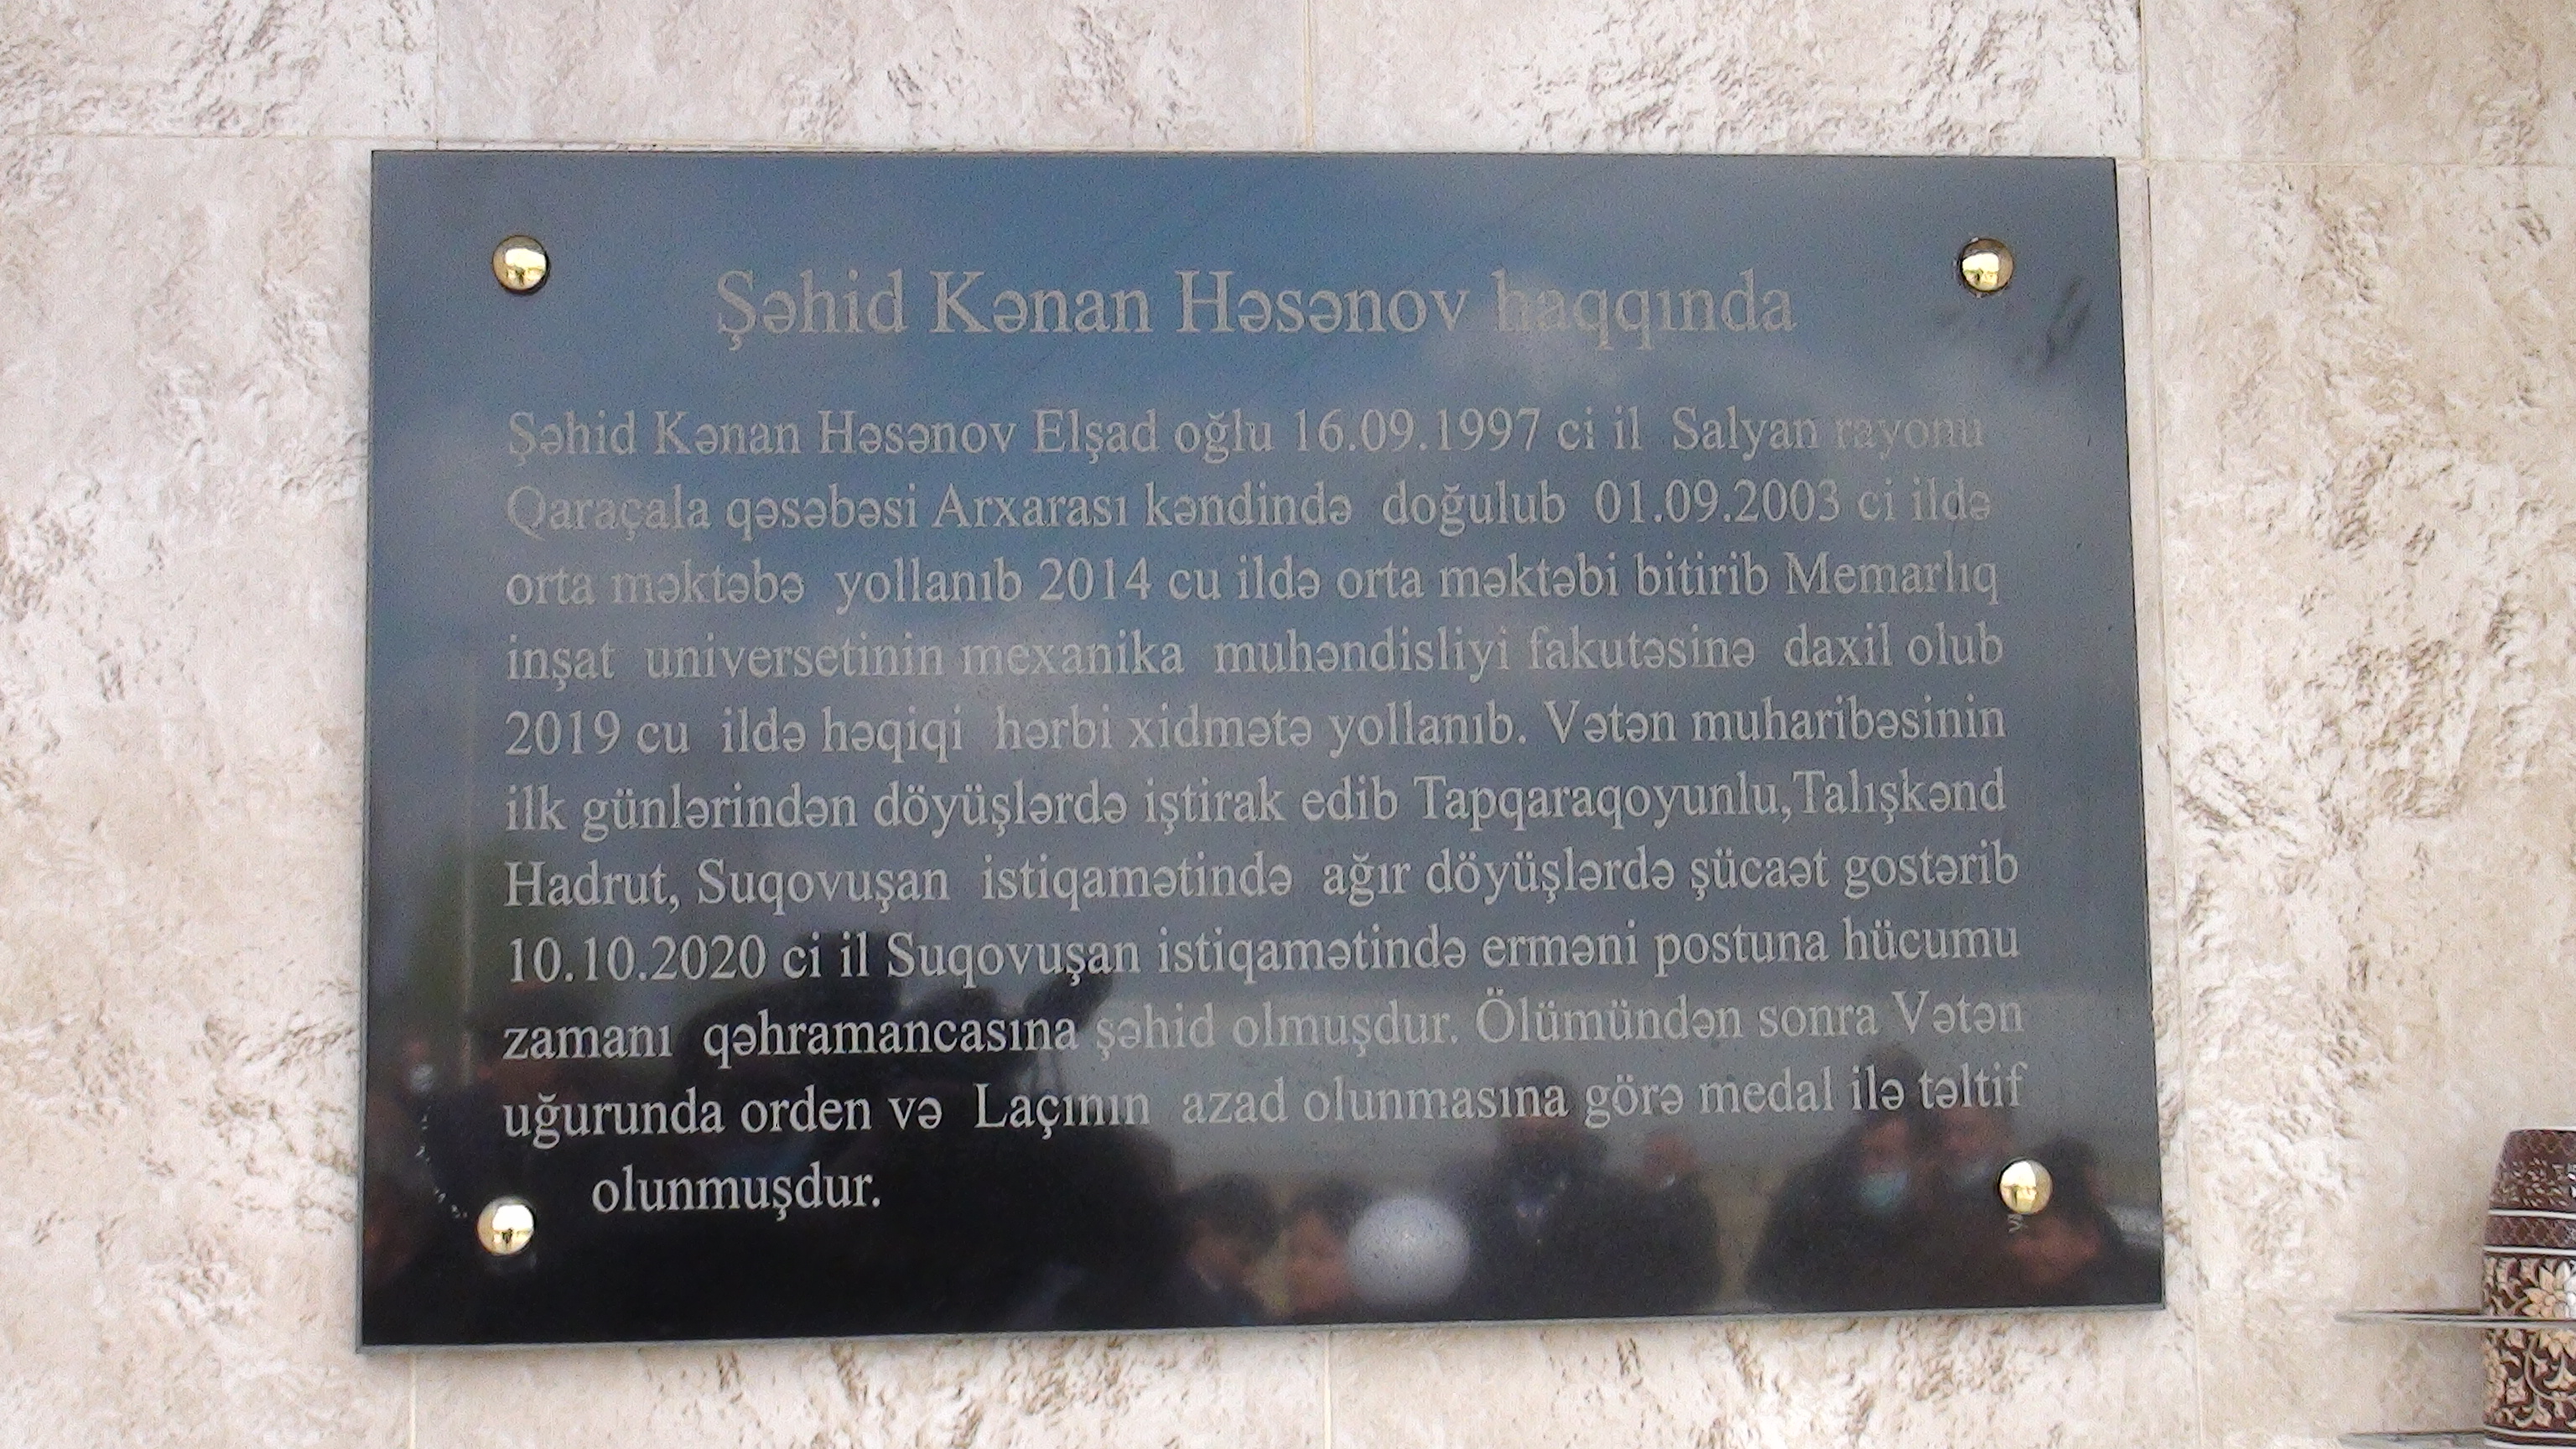 Şəhid Kənan Həsənov haqqında
Şəhid Kənan Həsənov Elşad oğlu 16.09.1997 ci il Salyan rayonu
Qaraçala qəsəbəsi Arxarası kəndində doğulub 01.09.2003 ci ildə
orta məktəbə yollanıb 2014 cu ildə orta məktəbi bitirib Memarlıq
inşat universetinin mexanika muhəndisliyi fakutəsinə daxil olub
2019 cu ildə həqiqi hərbi xidmətə yollanıb. Vətən muharibəsinin
ilk günlərindən döyüşlərdə iştirak edib Tapqaraqoyunlu,Talışkənd
Hadrut, Suqovuşan istiqamətində ağır döyüşlərdə şücaət gostərib
10.10.2020 ci il Suqovuşan istiqamətində erməni postuna hücumu
zamanı qəhramancasına şəhid olmuşdur. Ölümündən sonra Vətən
uğurunda orden və Laçının azad olunmasına görə medal ilə təltif
olunmuşdur.